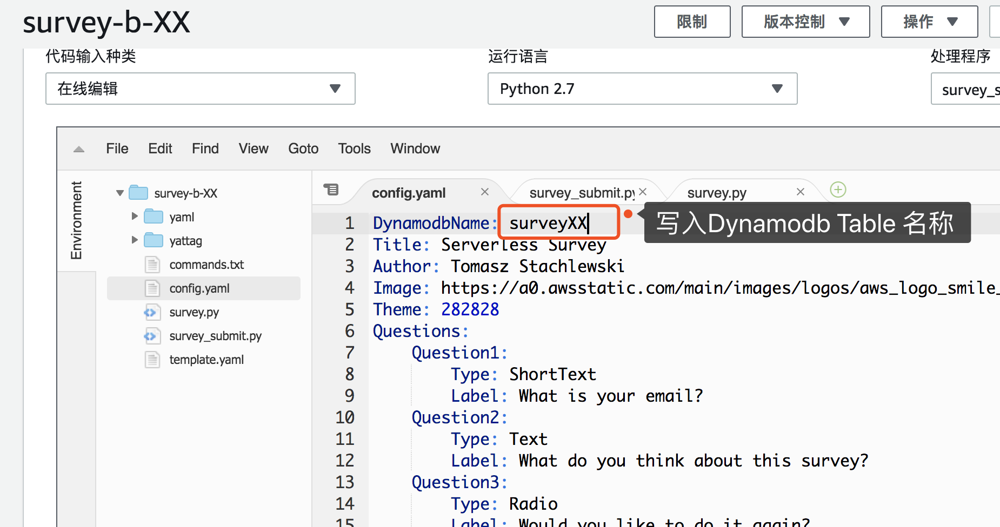 survey-b-XX
限制
版本控制
操作
代码输入种类
运行语言
处理程序
在线编辑
Python 2.7
survey_s
File Edit Find View Goto Tools Window
Environment
survey-b-XX
yaml
yattag
commands.txt
config.yaml
survey.py
survey_submit.py
template.yaml
config.yaml
survey_submit.py
survey.py
写入Dynamodb Table 名称
1 DynamodbName: surveyXX
2 Title: Serverless Survey
3 Author: Tomasz Stachlewski
4 Image: https://a0.awsstatic.com/main/images/logos/aws_logo_smile_
5 Theme: 282828
6 Questions:
7 Question1:
8 Type: ShortText
9 Label: What is your email?
10 Question2:
11 Type: Text
12 Label: What do you think about this survey?
13 Question3:
14 Type: Radio
15 Label: Would you like to do it again?